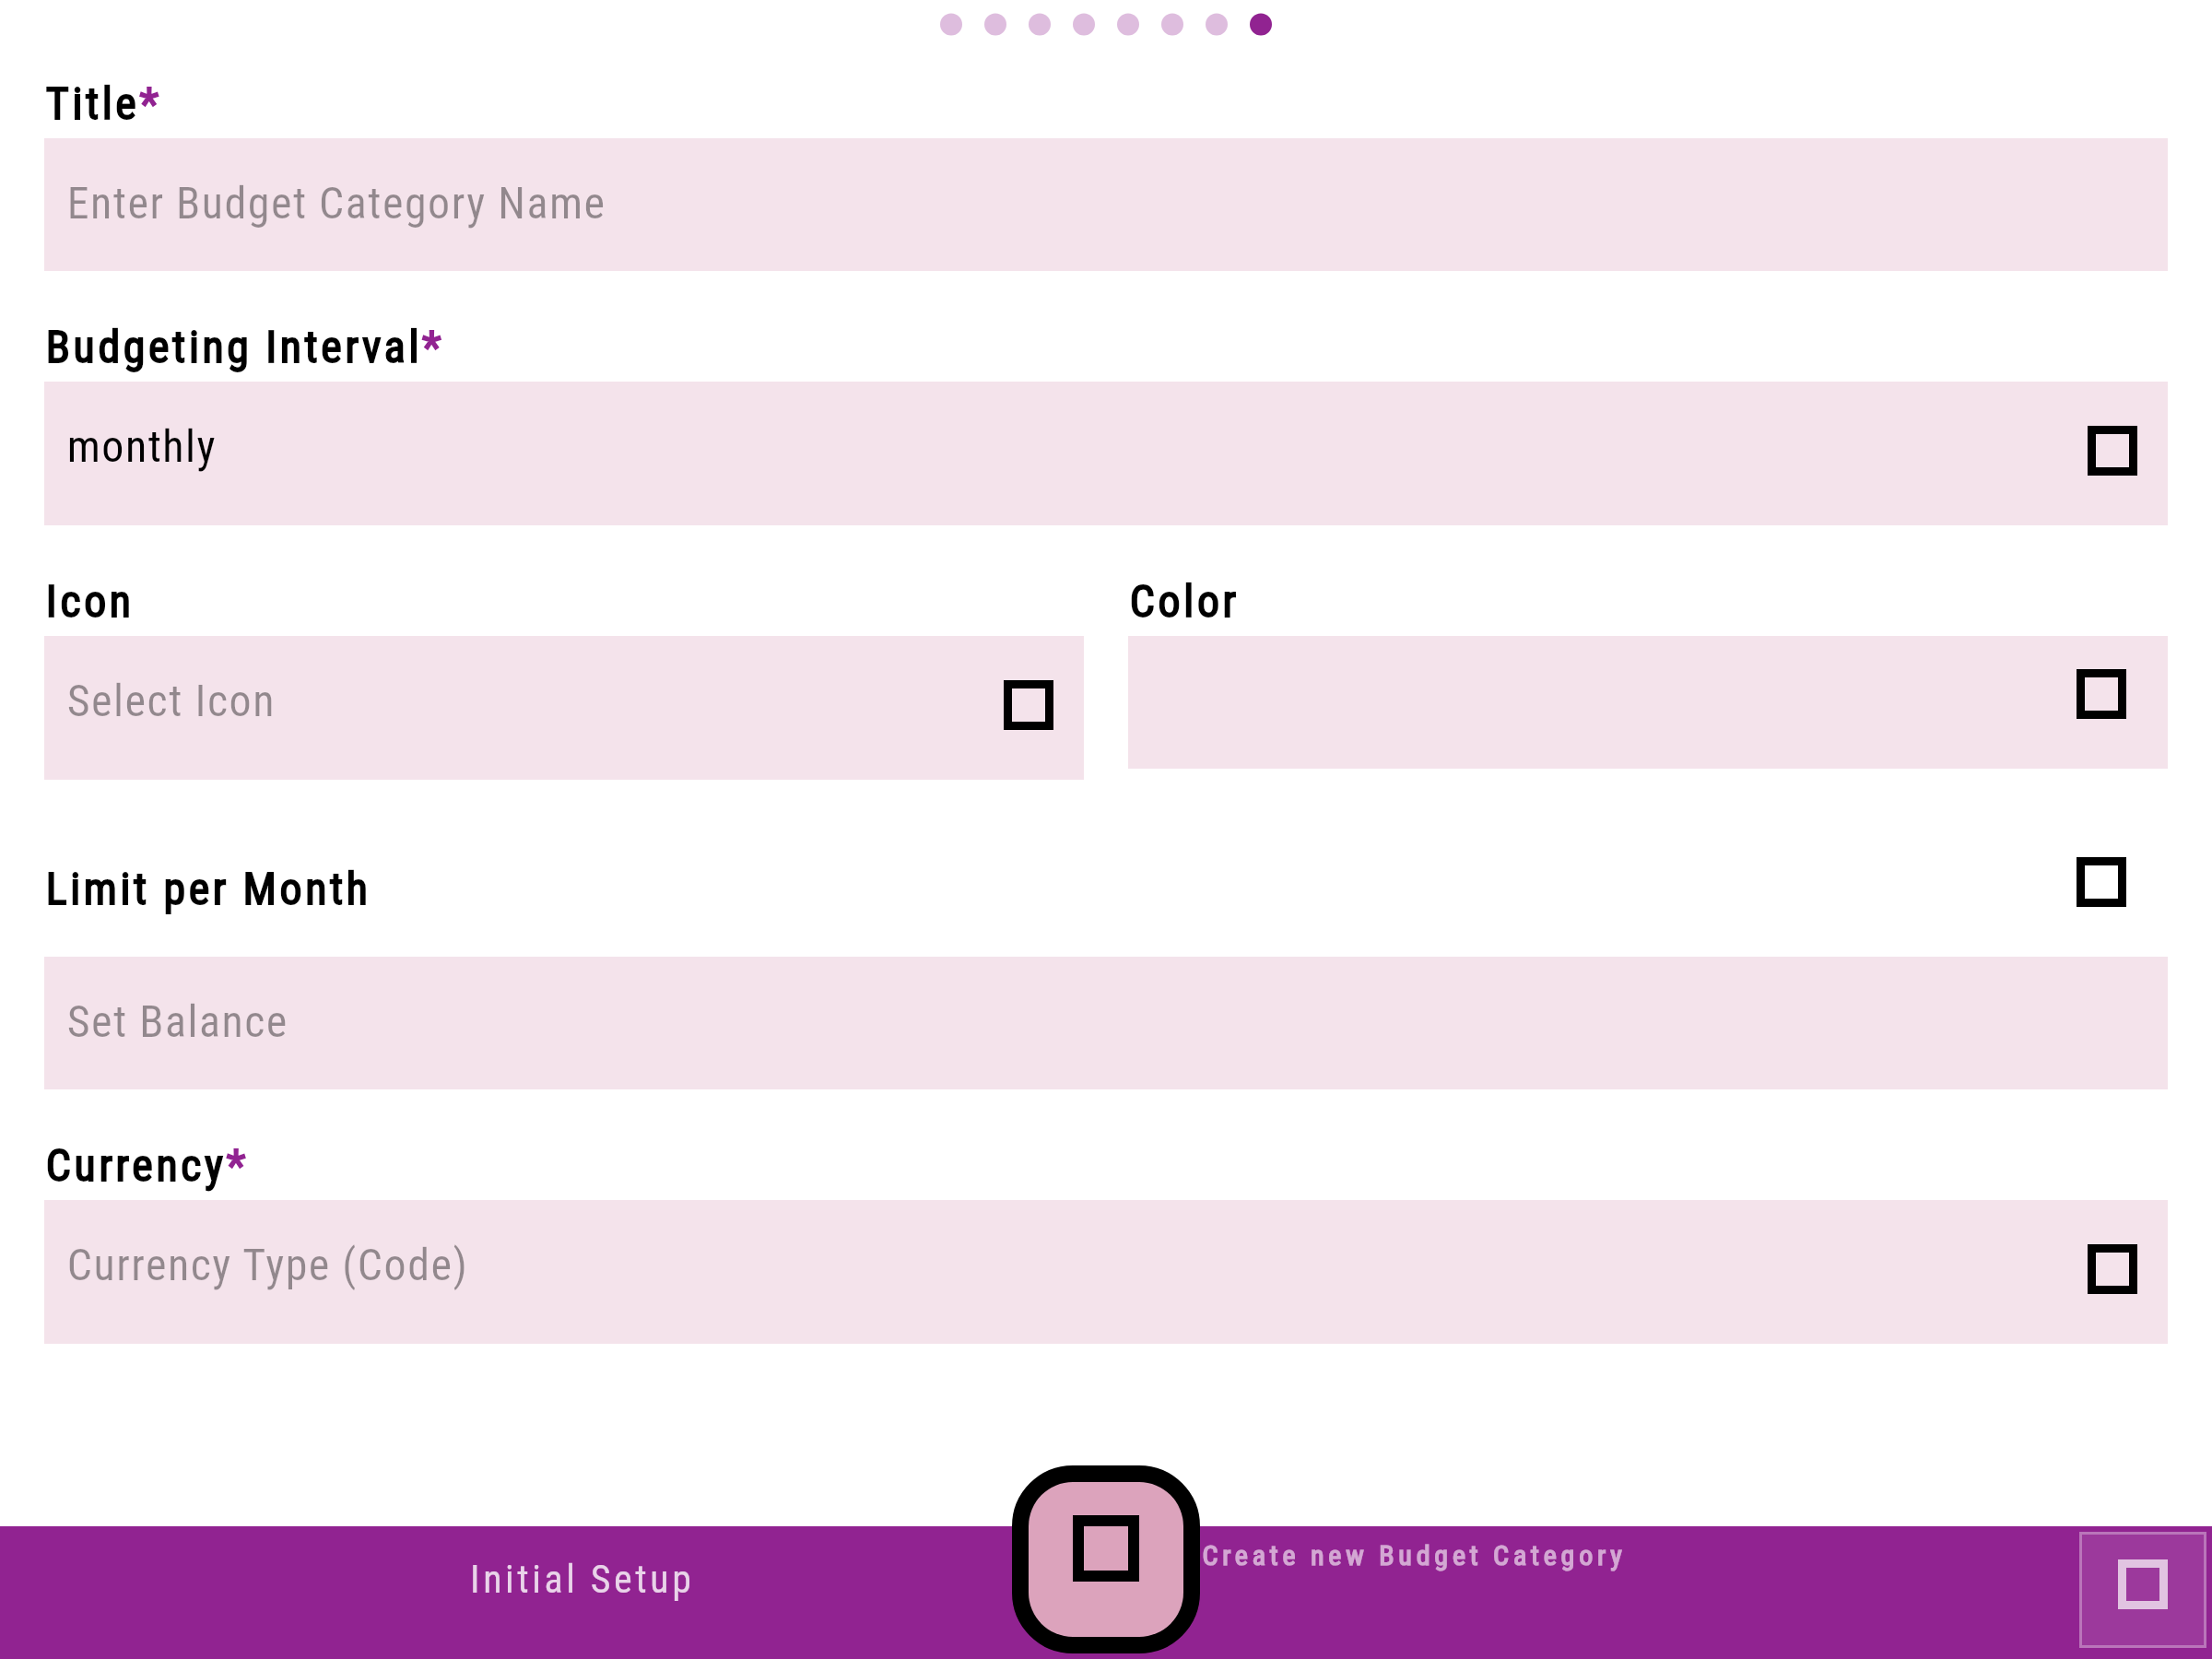 Title*
Enter Budget Category Name
Budgeting Interval*
monthly
Icon
Color
Select Icon
Limit per Month
Set Balance
Currency*
Currency Type (Code)
Initial Setup
Create new Budget Category